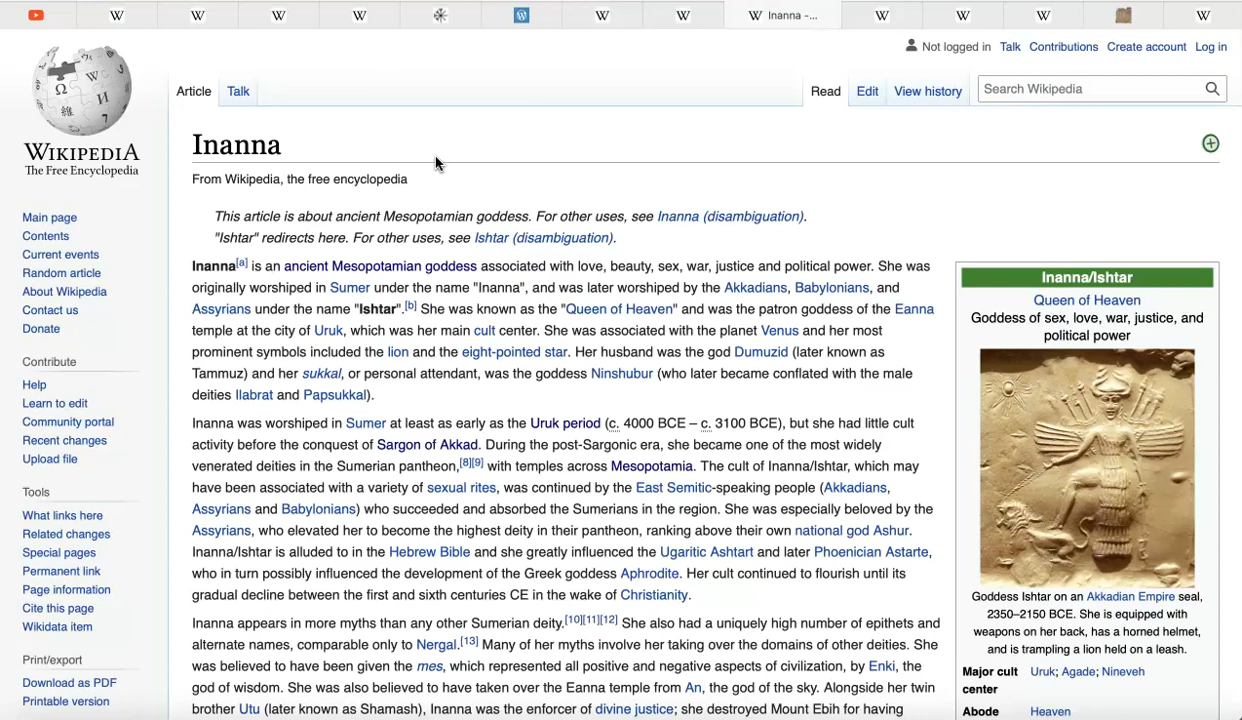 Inanna -...
Not logged in Talk Contributions Create account Log in
Article Talk Read Edit View history Search Wikipedia
WIKIPEDIA
The Free Encyclopedia
Main page
Contents
Current events
Random article
About Wikipedia
Contact us
Donate
Contribute
Help
Learn to edit
Community portal
Recent changes
Upload file
Tools
What links here
Related changes
Special pages
Permanent link
Page information
Cite this page
Wikidata item
Print/export
Download as PDF
Printable version
Inanna
From Wikipedia, the free encyclopedia
This article is about ancient Mesopotamian goddess. For other uses, see Inanna (disambiguation).
"Ishtar" redirects here. For other uses, see Ishtar (disambiguation).
Inanna[a] is an ancient Mesopotamian goddess associated with love, beauty, sex, war, justice and political power. She was
originally worshiped in Sumer under the name "Inanna", and was later worshiped by the Akkadians, Babylonians, and
Assyrians under the name "Ishtar".[b] She was known as the "Queen of Heaven" and was the patron goddess of the Eanna
temple at the city of Uruk, which was her main cult center. She was associated with the planet Venus and her most
prominent symbols included the lion and the eight-pointed star. Her husband was the god Dumuzid (later known as
Tammuz) and her sukkal, or personal attendant, was the goddess Ninshubur (who later became conflated with the male
deities Ilabrat and Papsukkal).
Inanna was worshiped in Sumer at least as early as the Uruk period (c. 4000 BCE – c. 3100 BCE), but she had little cult
activity before the conquest of Sargon of Akkad. During the post-Sargonic era, she became one of the most widely
venerated deities in the Sumerian pantheon,[8][9] with temples across Mesopotamia. The cult of Inanna/Ishtar, which may
have been associated with a variety of sexual rites, was continued by the East Semitic-speaking people (Akkadians,
Assyrians and Babylonians) who succeeded and absorbed the Sumerians in the region. She was especially beloved by the
Assyrians, who elevated her to become the highest deity in their pantheon, ranking above their own national god Ashur.
Inanna/Ishtar is alluded to in the Hebrew Bible and she greatly influenced the Ugaritic Ashtart and later Phoenician Astarte,
who in turn possibly influenced the development of the Greek goddess Aphrodite. Her cult continued to flourish until its
gradual decline between the first and sixth centuries CE in the wake of Christianity.
Inanna appears in more myths than any other Sumerian deity.[10][11][12] She also had a uniquely high number of epithets and
alternate names, comparable only to Nergal.[13] Many of her myths involve her taking over the domains of other deities. She
was believed to have been given the mes, which represented all positive and negative aspects of civilization, by Enki, the
god of wisdom. She was also believed to have taken over the Eanna temple from An, the god of the sky. Alongside her twin
brother Utu (later known as Shamash), Inanna was the enforcer of divine justice; she destroyed Mount Ebih for having
Inanna/Ishtar
Queen of Heaven
Goddess of sex, love, war, justice, and
political power
Goddess Ishtar on an Akkadian Empire seal,
2350–2150 BCE. She is equipped with
weapons on her back, has a horned helmet,
and is trampling a lion held on a leash.
Major cult Uruk; Agade; Nineveh
center
Abode Heaven